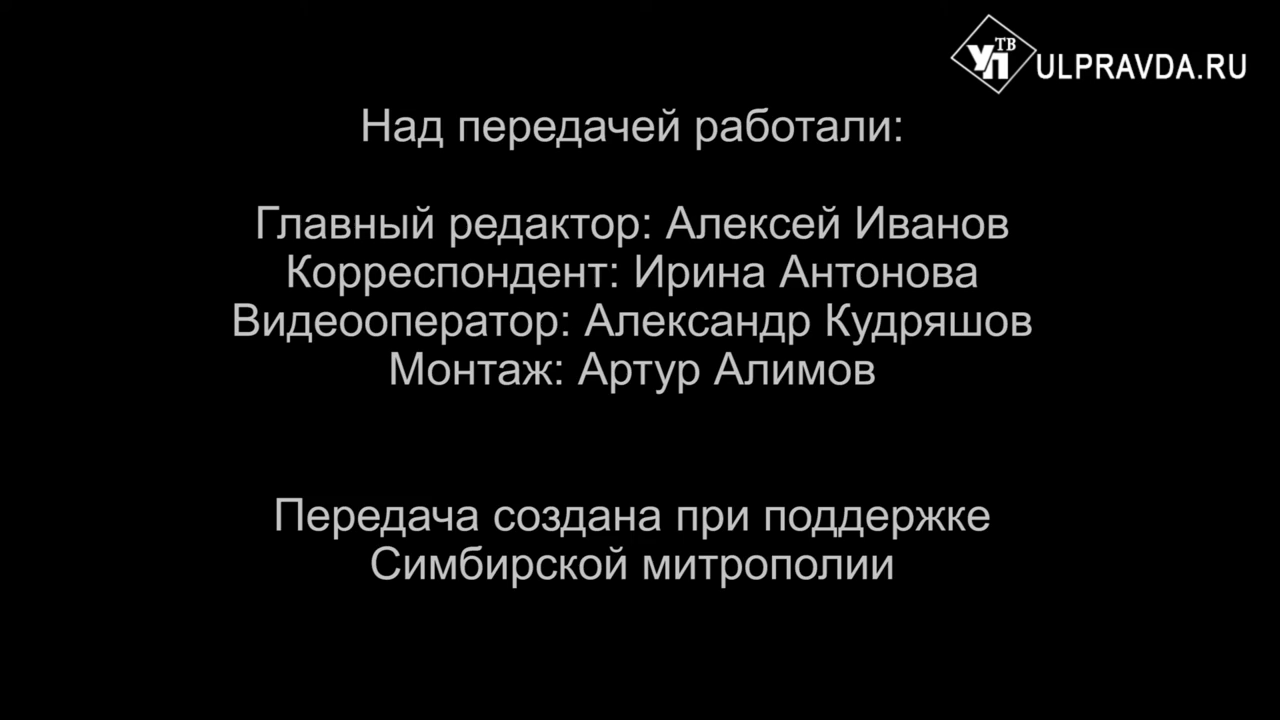 УП ТВ ULPRAVDA.RU
Над передачей работали:
Главный редактор: Алексей Иванов
Корреспондент: Ирина Антонова
Видеооператор: Александр Кудряшов
Монтаж: Артур Алимов
Передача создана при поддержке
Симбирской митрополии